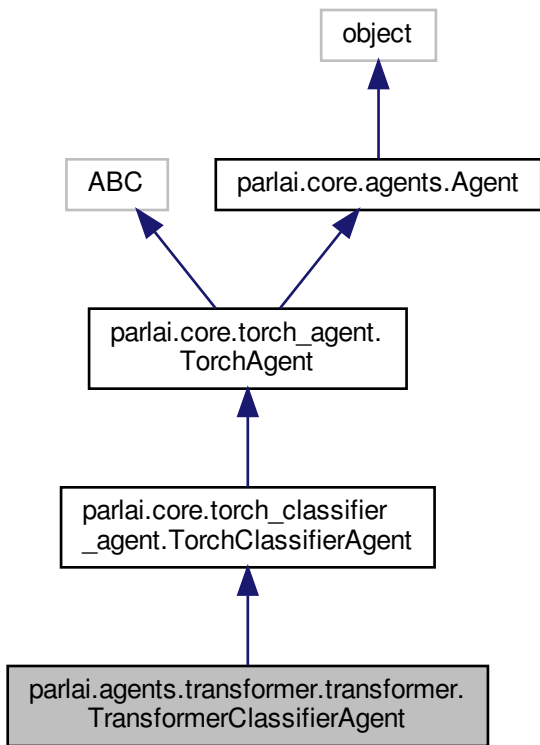 object
ABC
parlai.core.agents.Agent
parlai.core.torch_agent.
TorchAgent
parlai.core.torch_classifier
_agent.TorchClassifierAgent
parlai.agents.transformer.transformer.
TransformerClassifierAgent